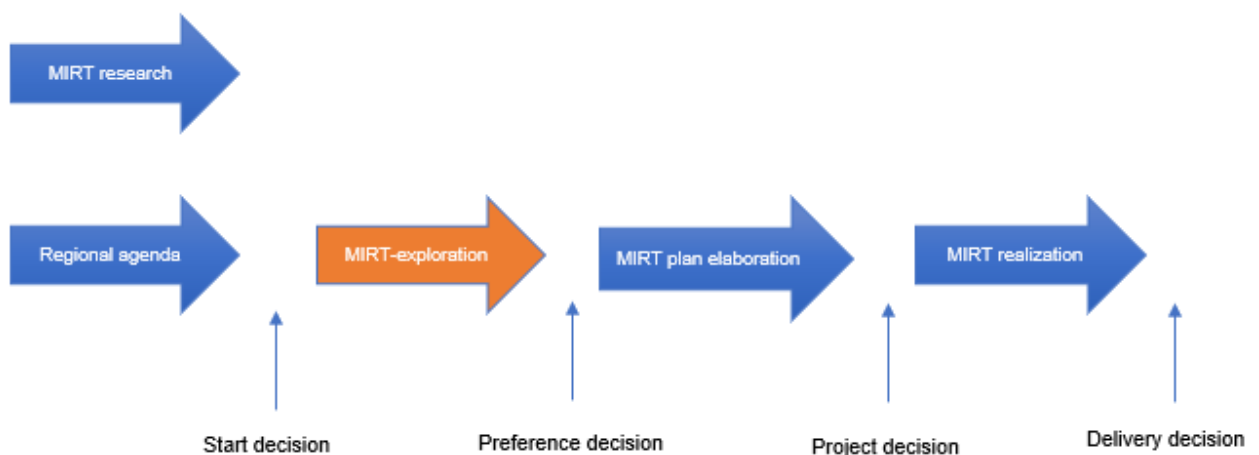 MIRT research
Regional agenda
MIRT-exploration
MIRT plan elaboration
MIRT realization
Start decision
Preference decision
Project decision
Delivery decision